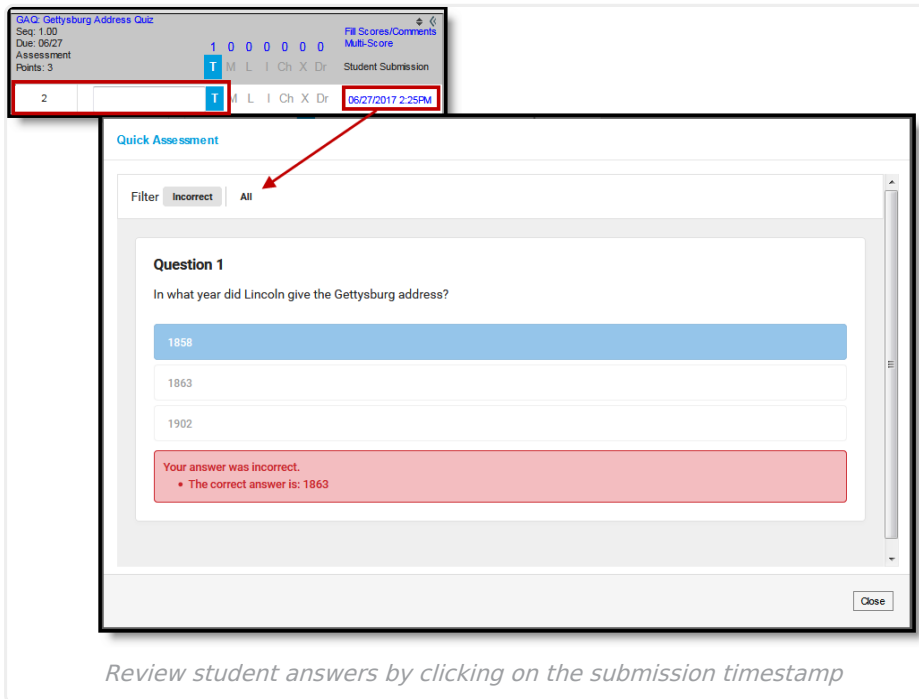 GAQ: Gettysburg Address Quiz
Seq: 1.00
Due: 06/27
Assessment
Points: 3
Fill Scores/Comments
Multi-Score
1 0 0 0 0 0 0
T M L I Ch X Dr
Student Submission
2
T M L I Ch X Dr
06/27/2017 2:25PM
Quick Assessment
Filter Incorrect All
Question 1
In what year did Lincoln give the Gettysburg address?
1858
1863
1902
Your answer was incorrect.
• The correct answer is: 1863
Close
Review student answers by clicking on the submission timestamp